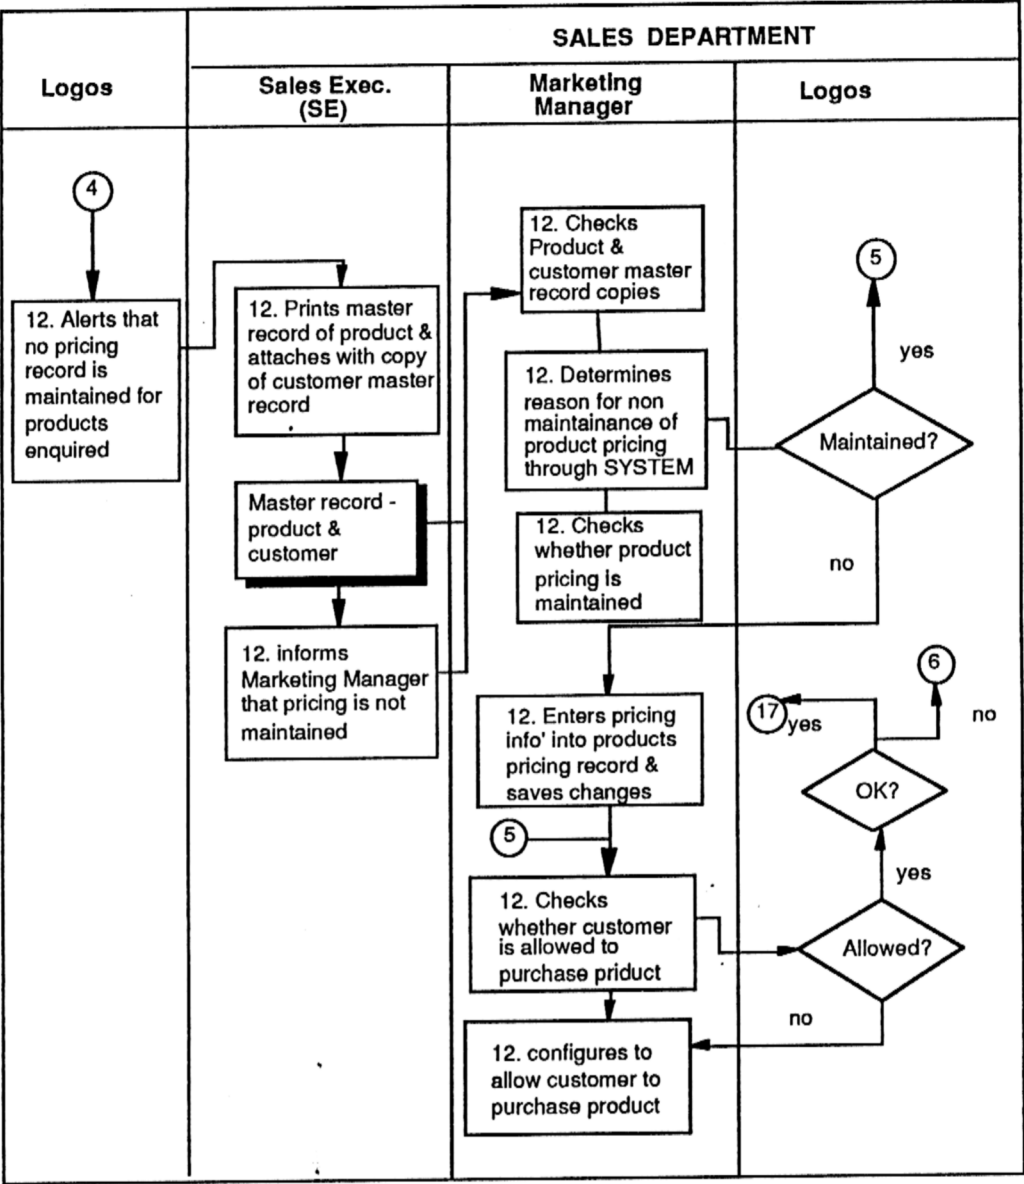 SALES DEPARTMENT
Logos
Sales Exec.
(SE)
Marketing
Manager
Logos
4
12. Alerts that
no pricing
record is
maintained for
products
enquired
12. Prints master
record of product &
attaches with copy
of customer master
record
Master record -
product &
customer
12. informs
Marketing Manager
that pricing is not
maintained
12. Checks
Product &
customer master
record copies
12. Determines
reason for non
maintainance of
product pricing
through SYSTEM
12. Checks
whether product
pricing is
maintained
12. Enters pricing
info' into products
pricing record &
saves changes
5
12. Checks
whether customer
is allowed to
purchase priduct
12. configures to
allow customer to
purchase product
5
yes
Maintained?
no
6
17
yes
no
OK?
yes
Allowed?
no